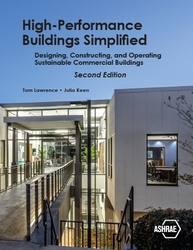 High-Performance
Buildings Simplified
Designing, Constructing, and Operating
Sustainable Commercial Buildings
Second Edition
Tom Lawrence • Julia Keen
ASHRAE